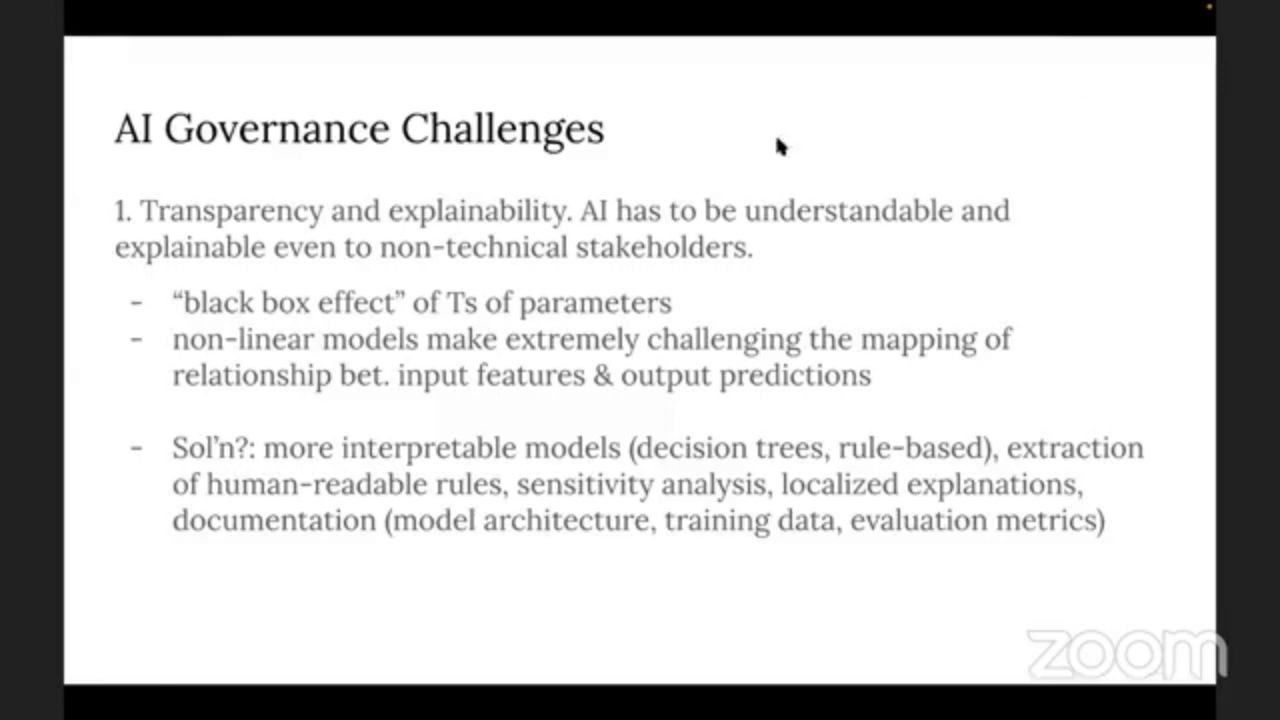 AI Governance Challenges
1. Transparency and explainability. AI has to be understandable and
explainable even to non-technical stakeholders.
- “black box effect” of Ts of parameters
- non-linear models make extremely challenging the mapping of
relationship bet. input features & output predictions
- Sol’n?: more interpretable models (decision trees, rule-based), extraction
of human-readable rules, sensitivity analysis, localized explanations,
documentation (model architecture, training data, evaluation metrics)
zoom